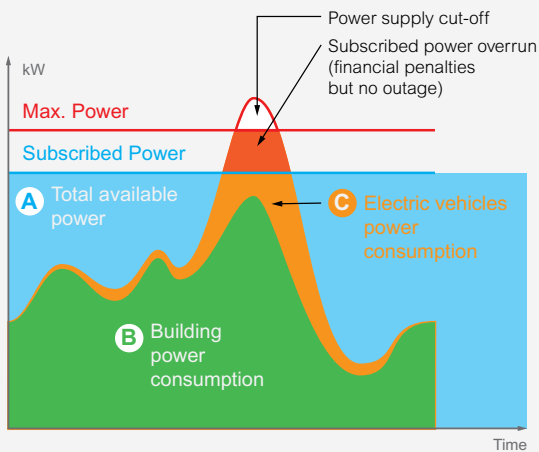 Power supply cut-off
Subscribed power overrun
(financial penalties
but no outage)
kW
Max. Power
Subscribed Power
A Total available
power
C Electric vehicles
power
consumption
B Building
power
consumption
Time